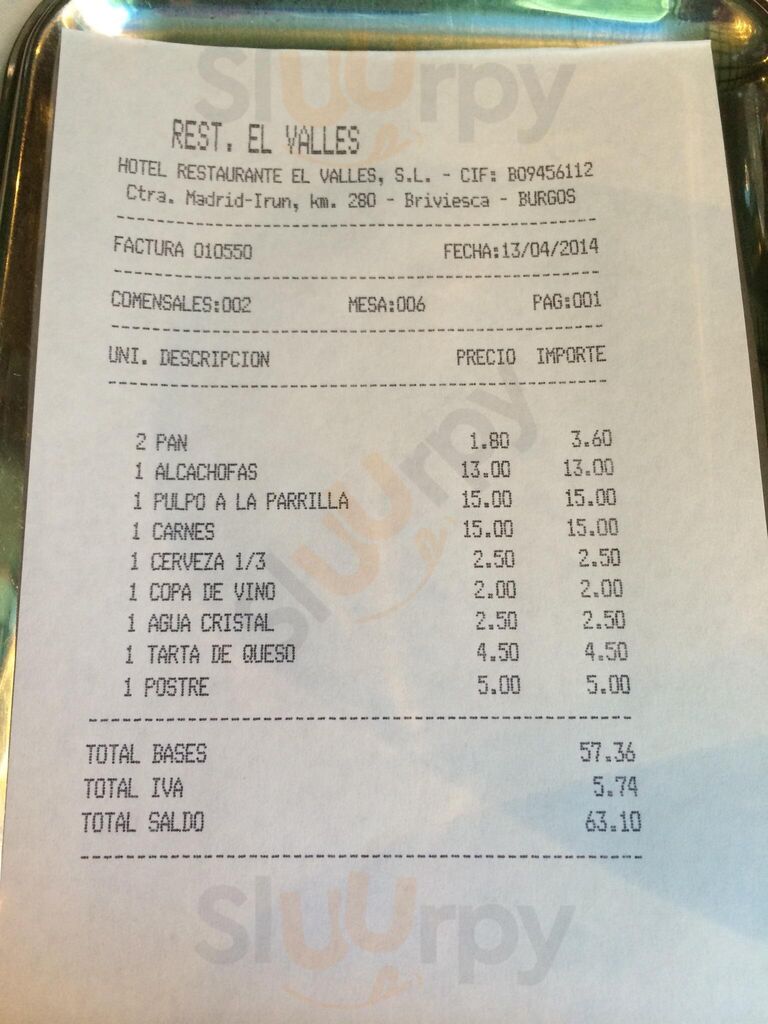 Sluurpy
REST. EL VALLES
HOTEL RESTAURANTE EL VALLES, S.L. - CIF: B09456112
Ctra. Madrid-Irun, km. 280 - Briviesca - BURGOS
FACTURA 010550 FECHA:13/04/2014
COMENSALES:002 MESA:006 PAG:001
UNI. DESCRIPCION PRECIO IMPORTE
2 PAN 1.80 3.60
1 ALCACHOFAS 13.00 13.00
1 PULPO A LA PARRILLA 15.00 15.00
1 CARNES 15.00 15.00
1 CERVEZA 1/3 2.50 2.50
1 COPA DE VINO 2.00 2.00
1 AGUA CRISTAL 2.50 2.50
1 TARTA DE QUESO 4.50 4.50
1 POSTRE 5.00 5.00
Sluurpy
TOTAL BASES 57.36
TOTAL IVA 5.74
TOTAL SALDO 63.10
Sluurpy